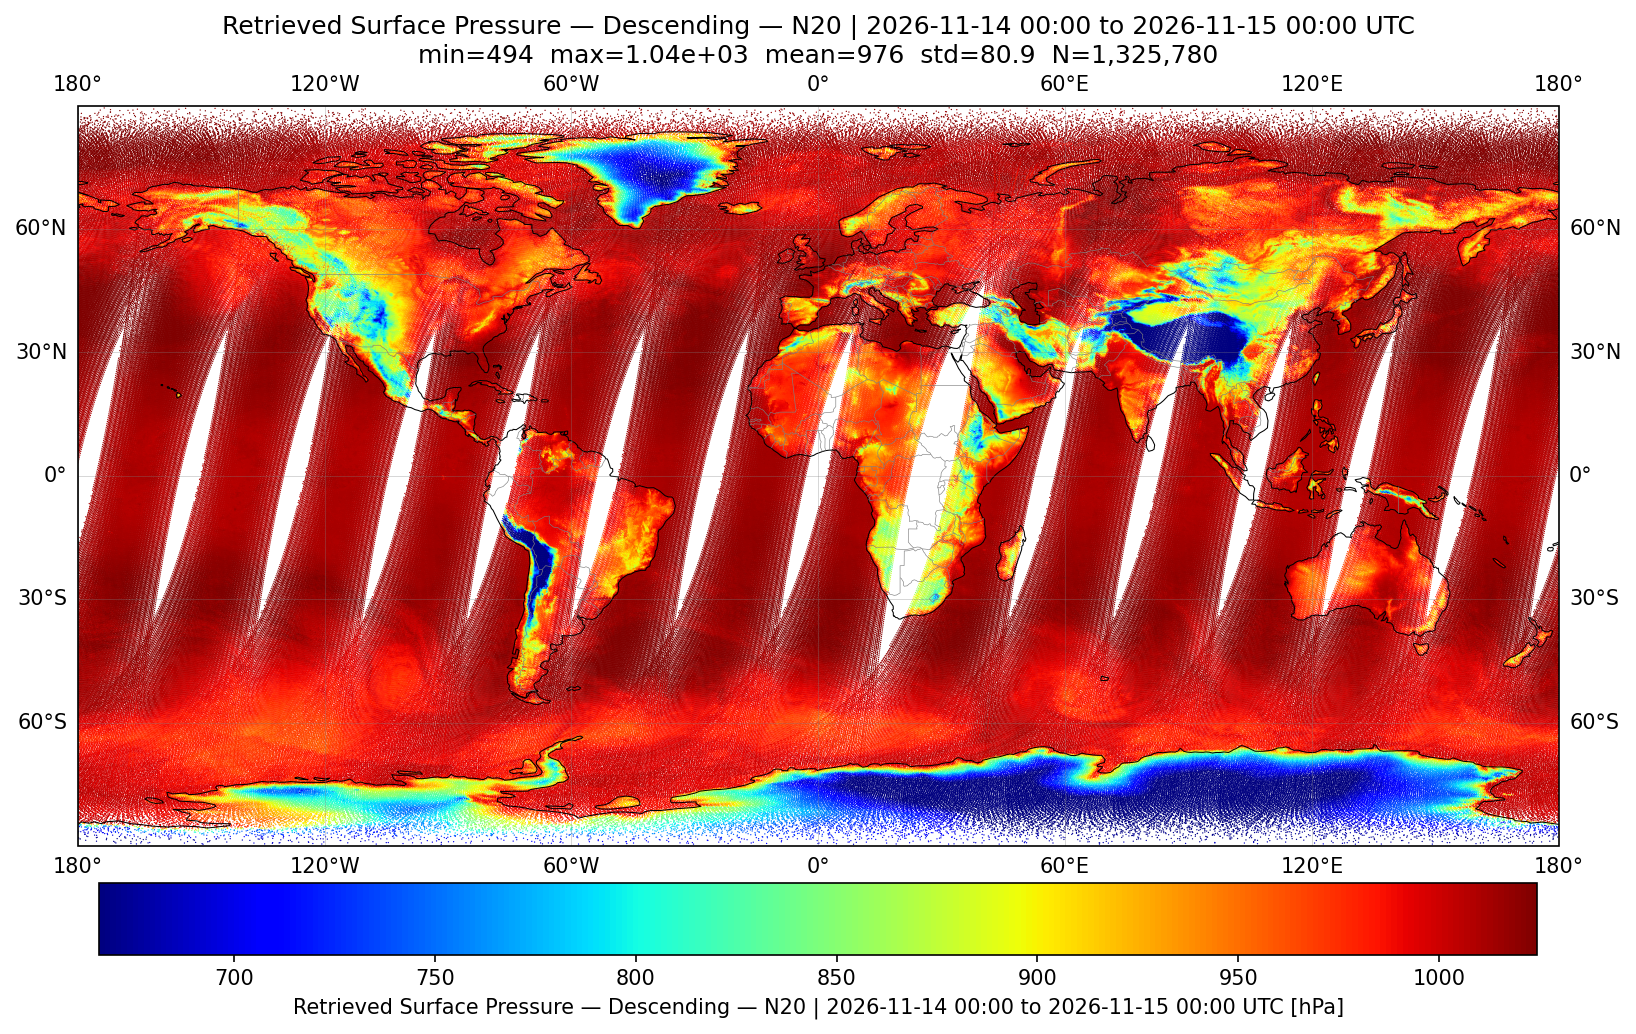 Retrieved Surface Pressure — Descending — N20 | 2026-11-14 00:00 to 2026-11-15 00:00 UTC
min=494 max=1.04e+03 mean=976 std=80.9 N=1,325,780
180° 120°W 60°W 0° 60°E 120°E 180°
60°N 60°N
30°N 30°N
0° 0°
30°S 30°S
60°S 60°S
180° 120°W 60°W 0° 60°E 120°E 180°
700 750 800 850 900 950 1000
Retrieved Surface Pressure — Descending — N20 | 2026-11-14 00:00 to 2026-11-15 00:00 UTC [hPa]